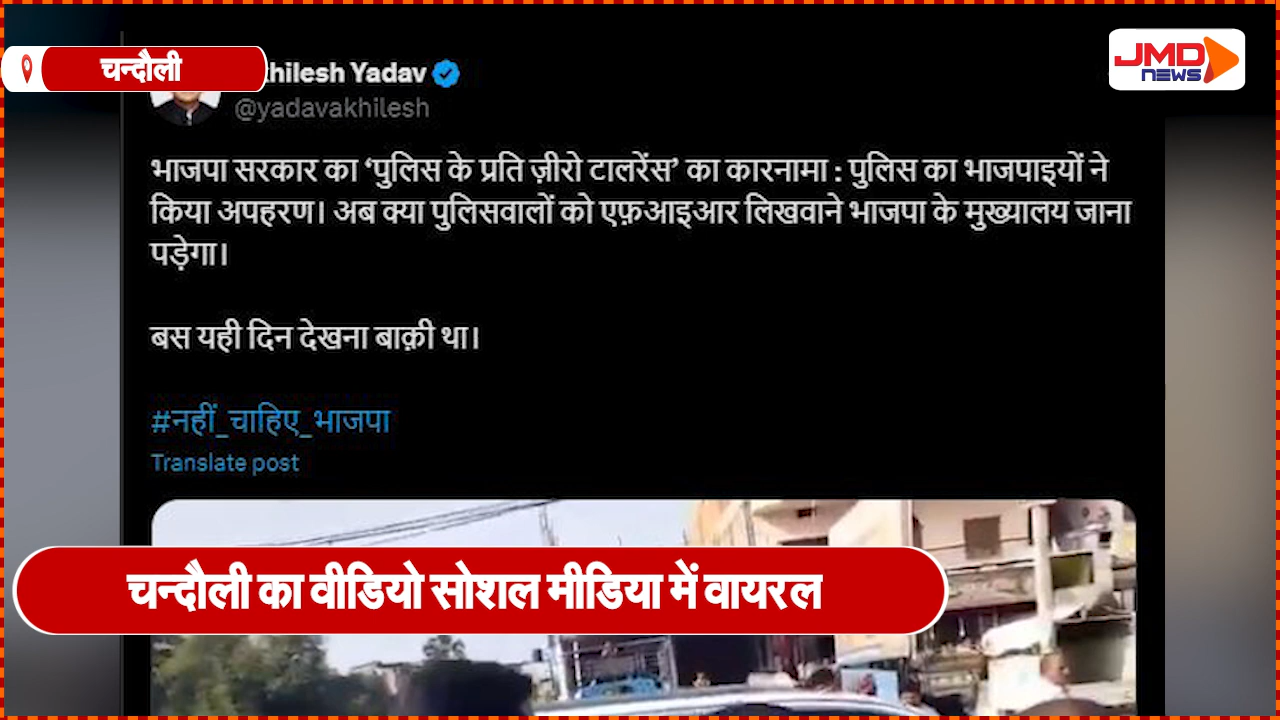 चन्दौली
JMD
NEWS
khilesh Yadav
@yadavakhilesh
भाजपा सरकार का ‘पुलिस के प्रति ज़ीरो टालरेंस’ का कारनामा : पुलिस का भाजपाइयों ने
किया अपहरण। अब क्या पुलिसवालों को एफ़आइआर लिखवाने भाजपा के मुख्यालय जाना
पड़ेगा।
बस यही दिन देखना बाक़ी था।
#नहीं_चाहिए_भाजपा
Translate post
चन्दौली का वीडियो सोशल मीडिया में वायरल